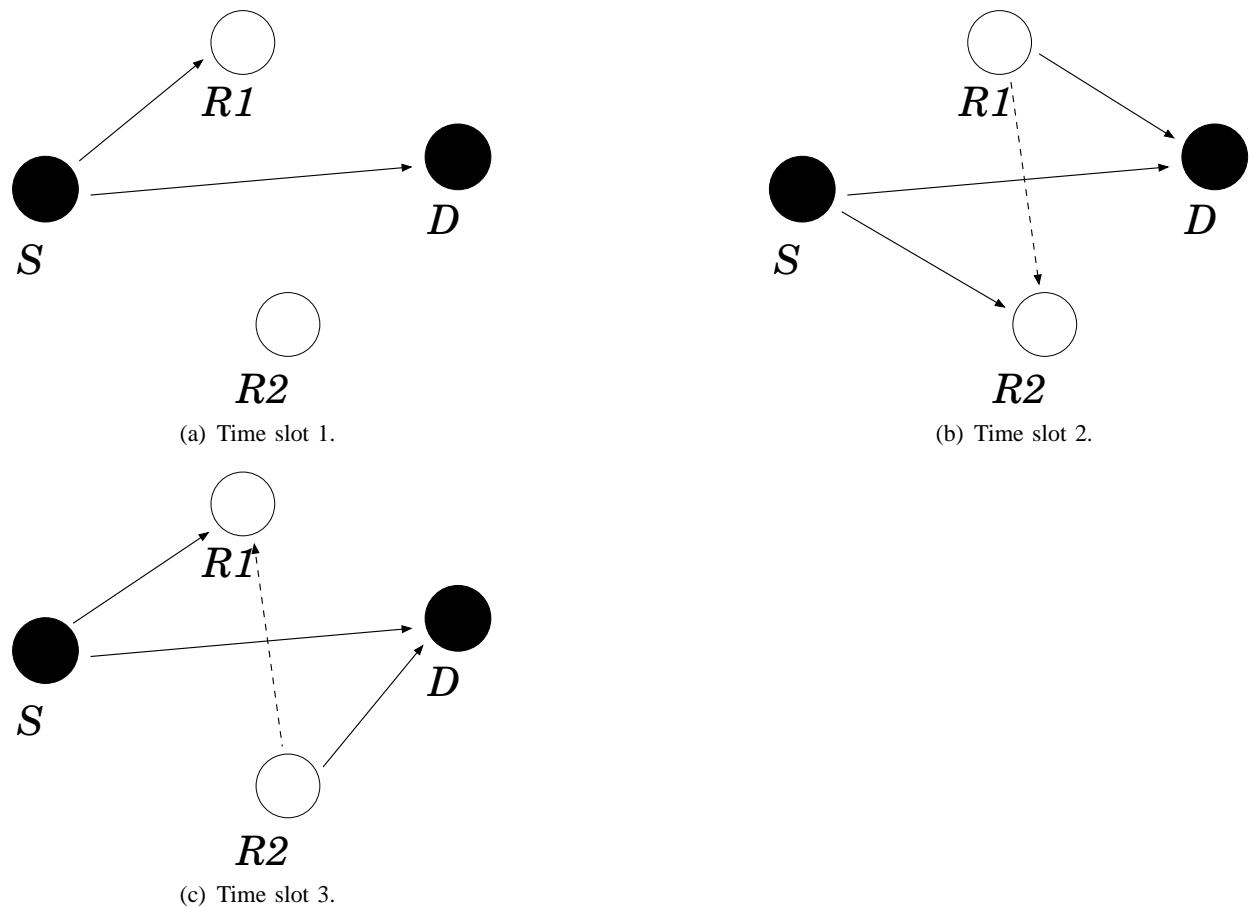 R1
D
S
R2
(a) Time slot 1.
R1
D
S
R2
(b) Time slot 2.
R1
D
S
R2
(c) Time slot 3.